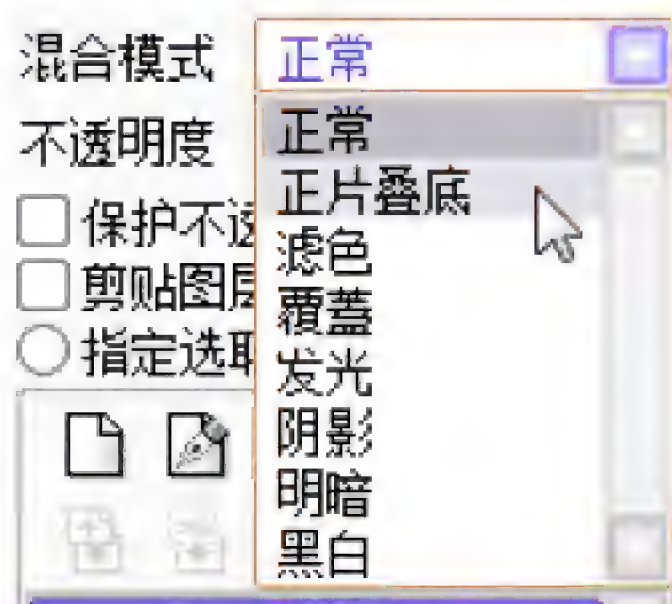 混合模式 正常
不透明度
保护不透
剪贴图层
指定选取
正常
正片叠底
滤色
覆蓋
发光
阴影
明暗
黑白